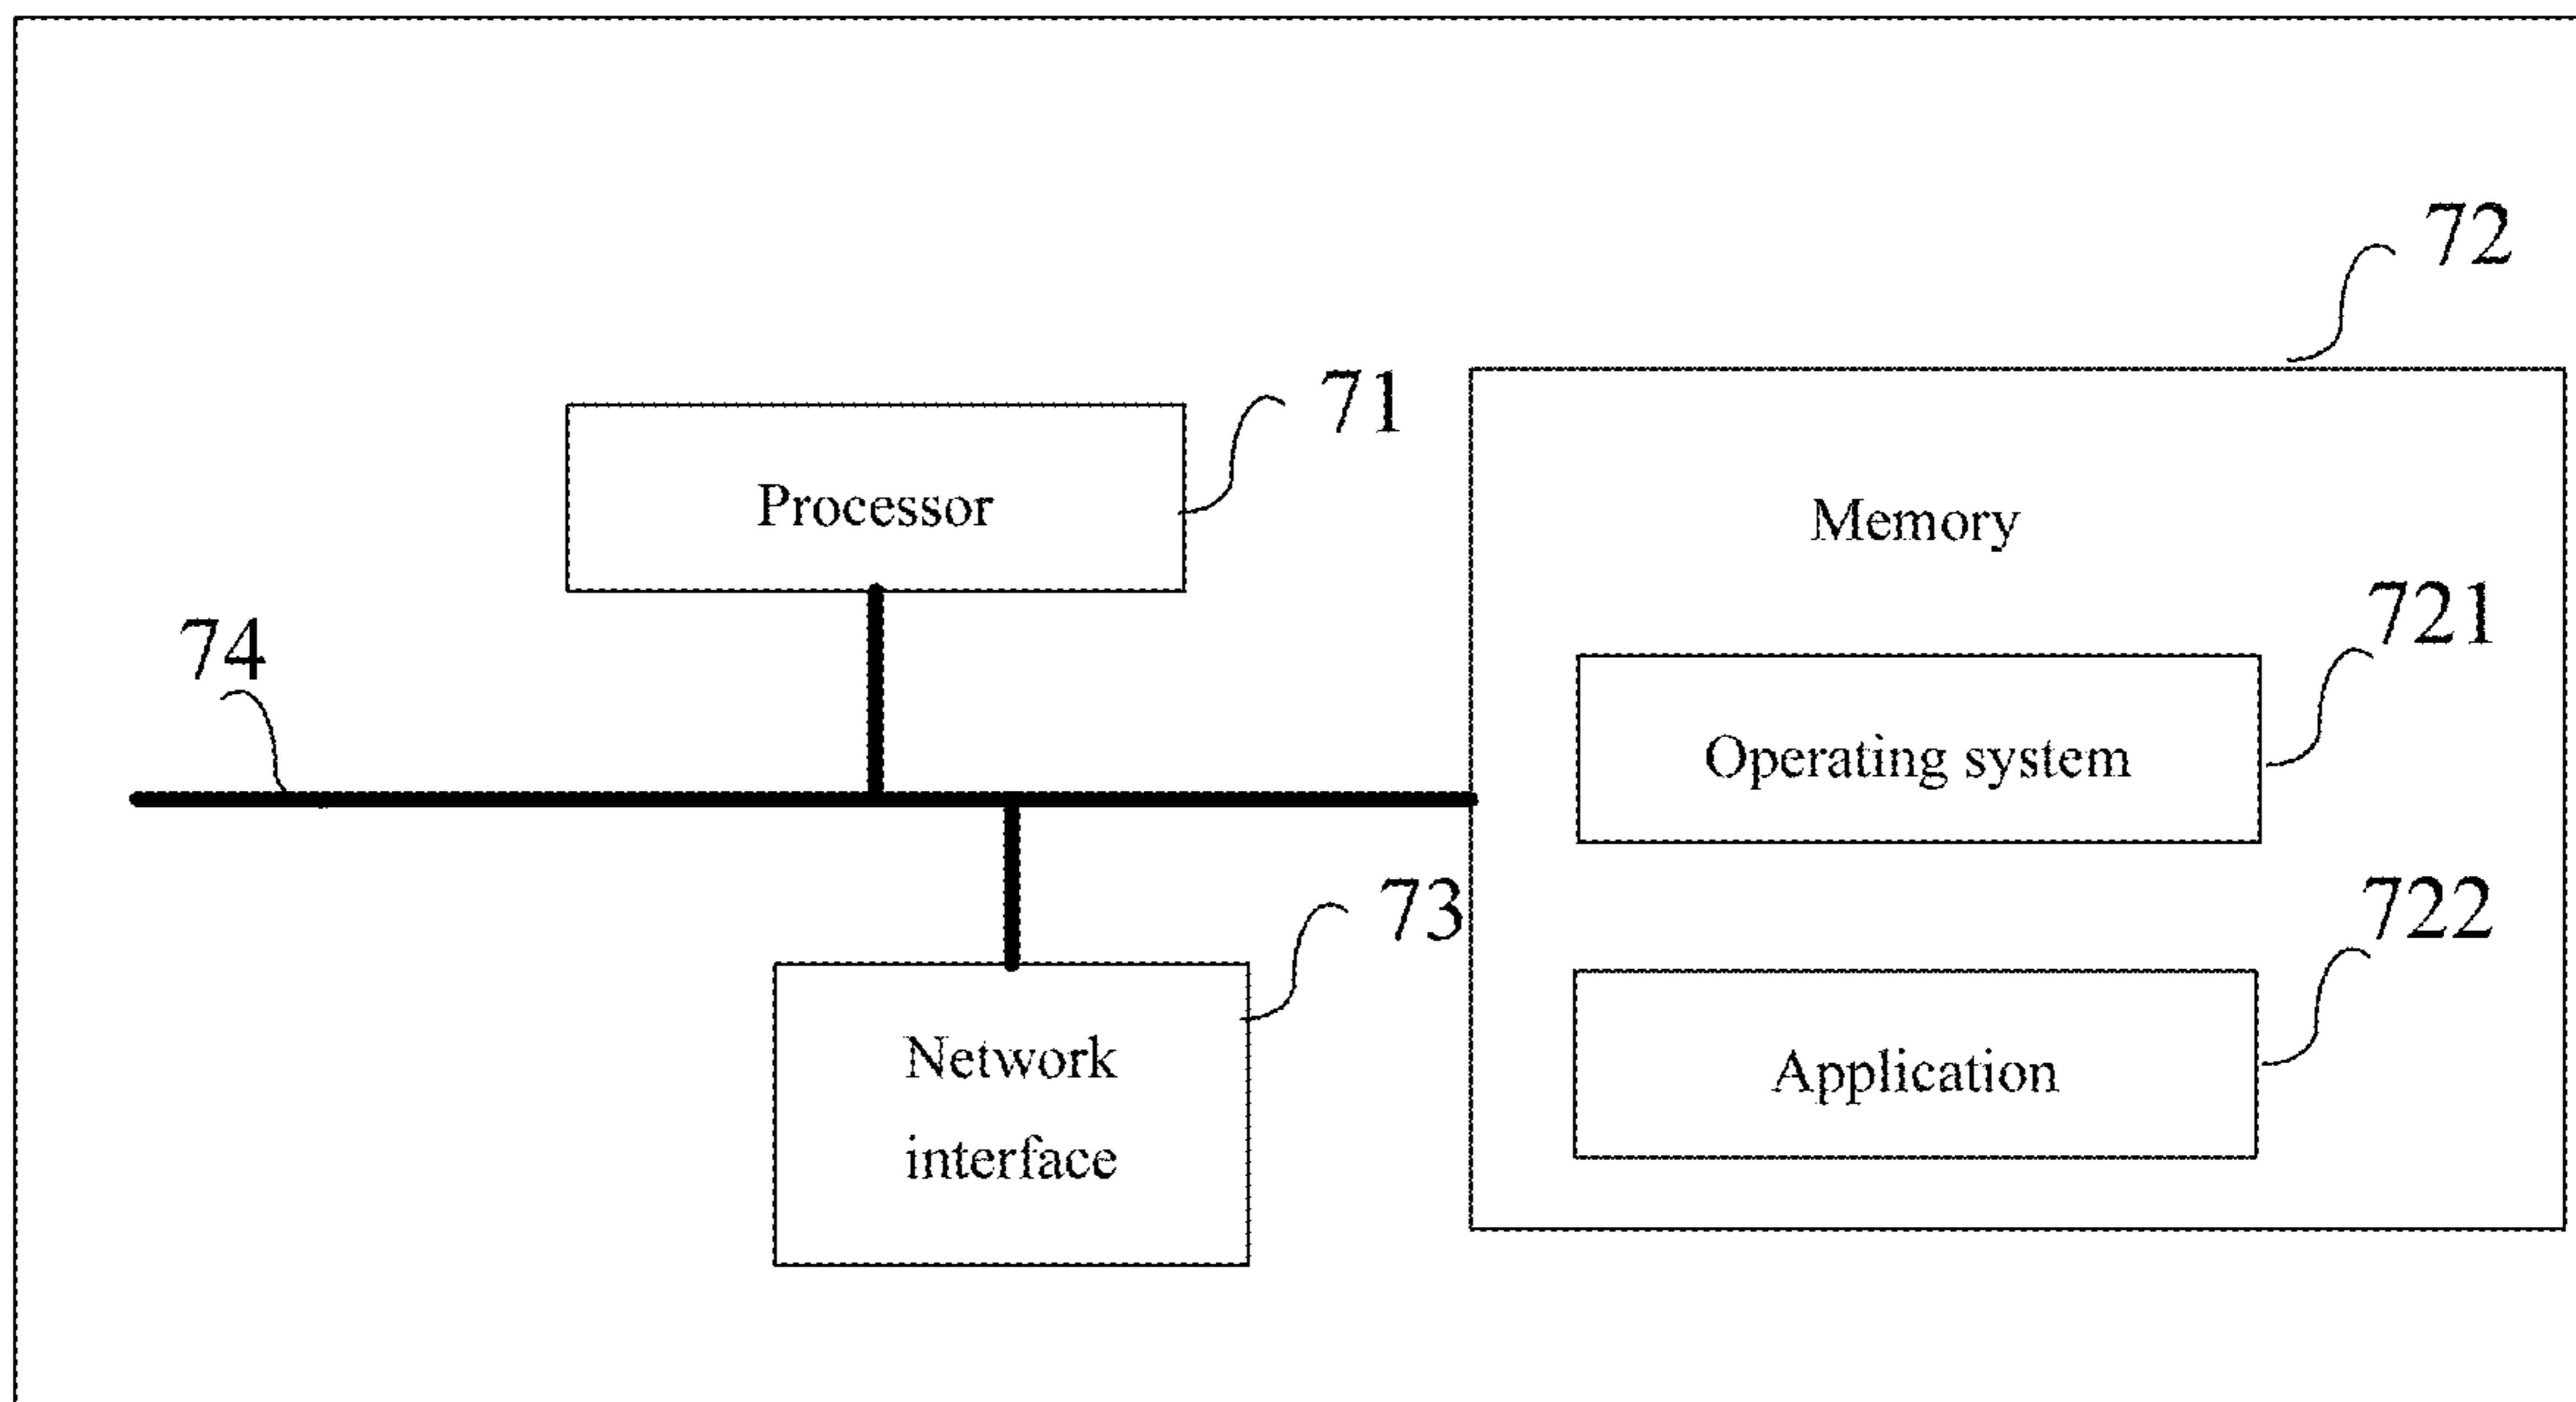 72
71
Processor
Memory
721
74
Operating system
73
722
Network
interface
Application